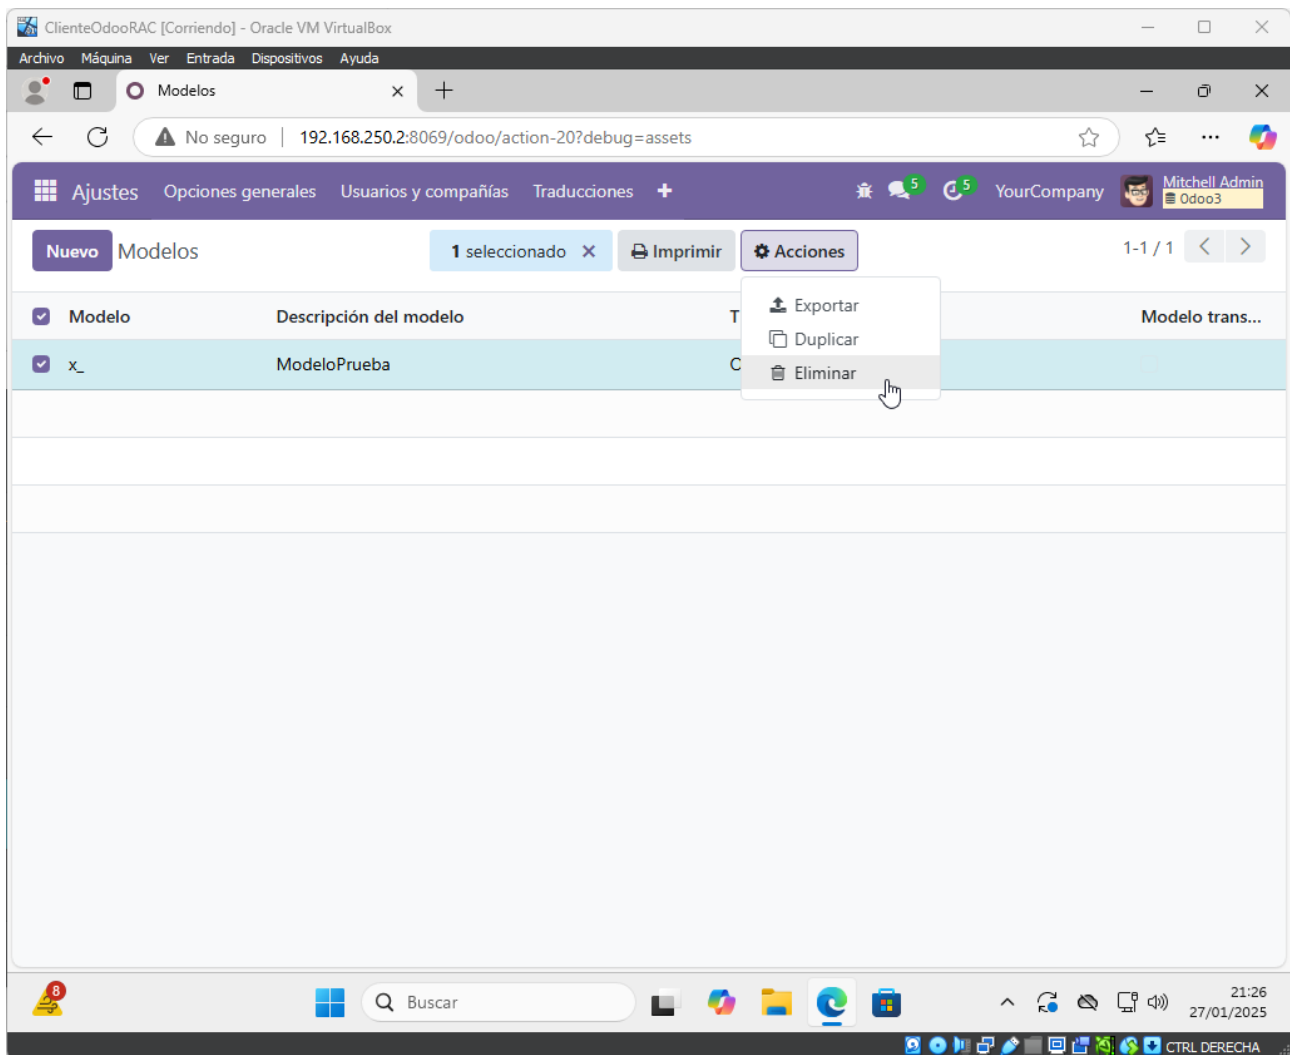 ClienteOdooRAC [Corriendo] - Oracle VM VirtualBox
Archivo Máquina Ver Entrada Dispositivos Ayuda
Modelos
No seguro 192.168.250.2:8069/odoo/action-20?debug=assets
Ajustes Opciones generales Usuarios y compañías Traducciones 5 5 YourCompany Mitchell Admin
Odoo3
Nuevo Modelos 1 seleccionado Imprimir Acciones 1-1 / 1
Exportar
Modelo Descripción del modelo T Modelo trans...
Duplicar
x_ ModeloPrueba
Eliminar
8 Buscar 21:26
27/01/2025
CTRL DERECHA